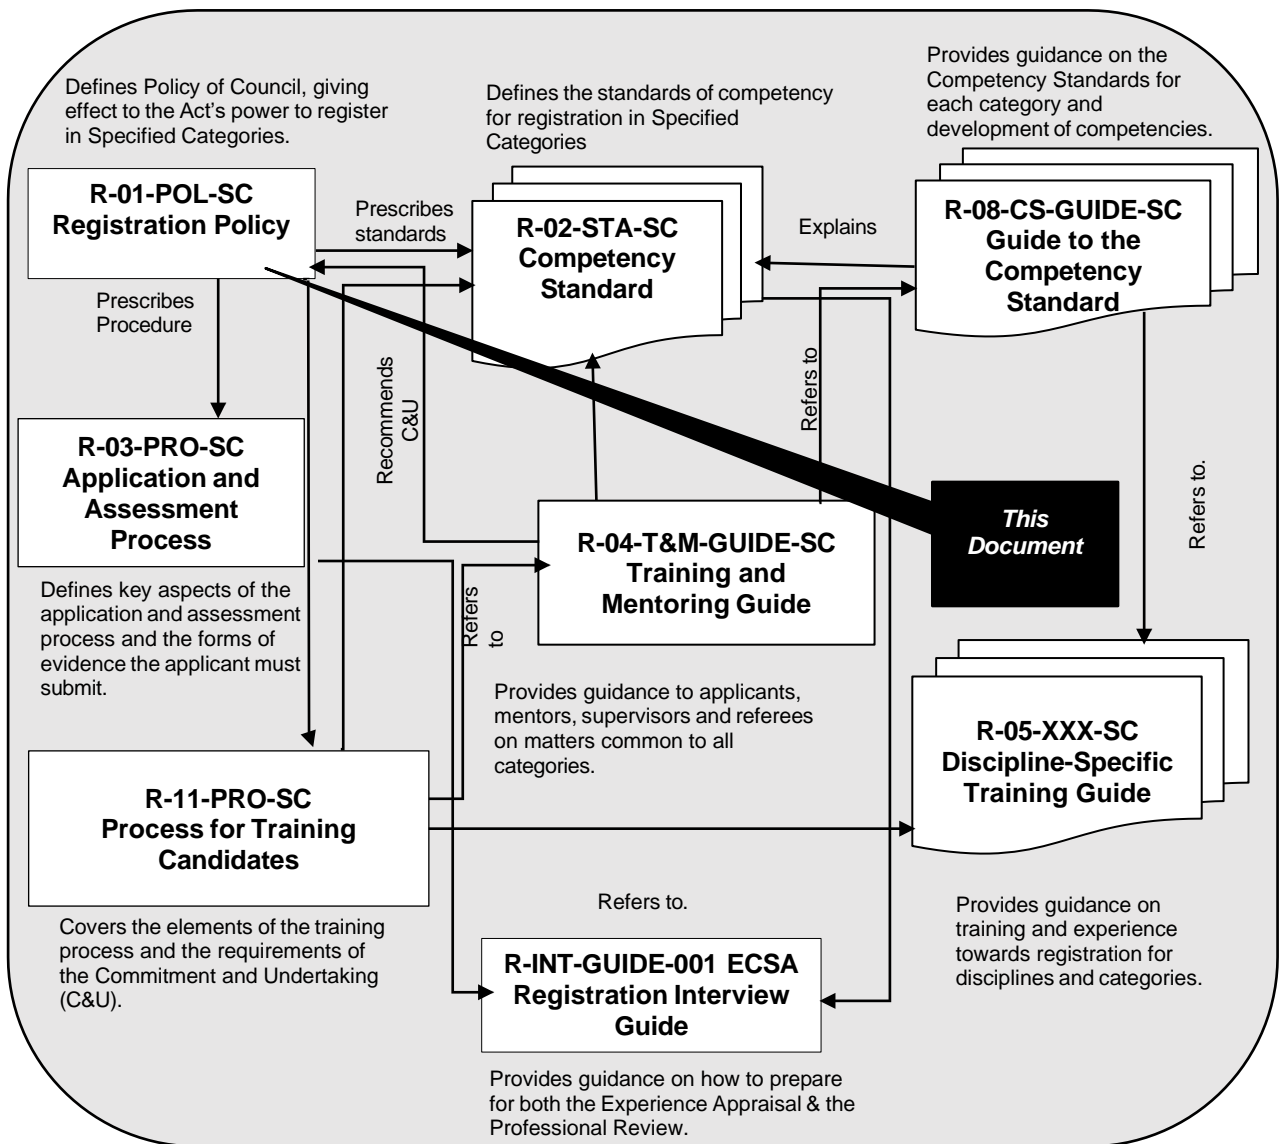 Defines Policy of Council, giving
effect to the Act's power to register
in Specified Categories.
Defines the standards of competency
for registration in Specified
Categories
Provides guidance on the
Competency Standards for
each category and
development of competencies.
R-01-POL-SC
Registration Policy
Prescribes
standards
R-02-STA-SC
Competency
Standard
Explains
R-08-CS-GUIDE-SC
Guide to the
Competency
Standard
Prescribes
Procedure
Recommends
C&U
Refers to
R-03-PRO-SC
Application and
Assessment
Process
Defines key aspects of the
application and assessment
process and the forms of
evidence the applicant must
submit.
R-04-T&M-GUIDE-SC
Training and
Mentoring Guide
This
Document
Refers to.
Refers
to
Provides guidance to applicants,
mentors, supervisors and referees
on matters common to all
categories.
R-05-XXX-SC
Discipline-Specific
Training Guide
R-11-PRO-SC
Process for Training
Candidates
Covers the elements of the training
process and the requirements of
the Commitment and Undertaking
(C&U).
Refers to.
Provides guidance on
training and experience
towards registration for
disciplines and categories.
R-INT-GUIDE-001 ECSA
Registration Interview
Guide
Provides guidance on how to prepare
for both the Experience Appraisal & the
Professional Review.